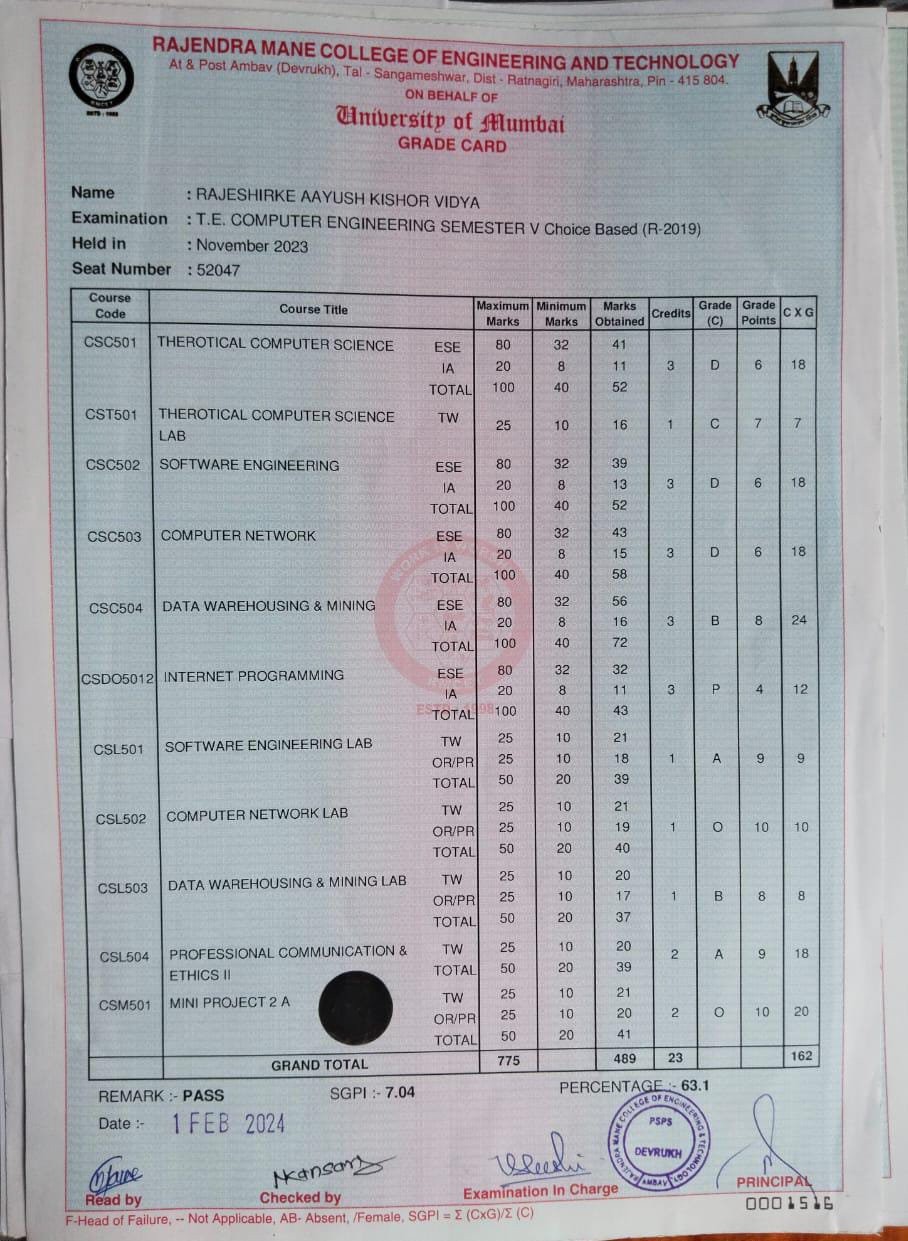 RAJENDRA MANE COLLEGE OF ENGINEERING AND TECHNOLOGY
At & Post Ambav (Devrukh), Tal - Sangameshwar, Dist - Ratnagiri, Maharashtra, Pin - 415 804.
ON BEHALF OF
University of Mumbai
GRADE CARD
ESTD : 1998
Name : RAJESHIRKE AAYUSH KISHOR VIDYA
Examination : T.E. COMPUTER ENGINEERING SEMESTER V Choice Based (R-2019)
Held in : November 2023
Seat Number : 52047
Course Code Course Title Maximum Marks Minimum Marks Marks Obtained Credits Grade (C) Grade Points C X G
CSC501 THEROTICAL COMPUTER SCIENCE ESE 80 32 41
IA 20 8 11 3 D 6 18
TOTAL 100 40 52
CST501 THEROTICAL COMPUTER SCIENCE TW
LAB 25 10 16 1 C 7 7
CSC502 SOFTWARE ENGINEERING ESE 80 32 39
IA 20 8 13 3 D 6 18
TOTAL 100 40 52
CSC503 COMPUTER NETWORK ESE 80 32 43
IA 20 8 15 3 D 6 18
TOTAL 100 40 58
CSC504 DATA WAREHOUSING & MINING ESE 80 32 56
IA 20 8 16 3 B 8 24
TOTAL 100 40 72
CSDO5012 INTERNET PROGRAMMING ESE 80 32 32
IA 20 8 11 3 P 4 12
TOTAL 100 40 43
ESTD : 1998
CSL501 SOFTWARE ENGINEERING LAB TW 25 10 21
OR/PR 25 10 18 1 A 9 9
TOTAL 50 20 39
CSL502 COMPUTER NETWORK LAB TW 25 10 21
OR/PR 25 10 19 1 O 10 10
TOTAL 50 20 40
CSL503 DATA WAREHOUSING & MINING LAB TW 25 10 20
OR/PR 25 10 17 1 B 8 8
TOTAL 50 20 37
CSL504 PROFESSIONAL COMMUNICATION & TW 25 10 20 2 A 9 18
ETHICS II TOTAL 50 20 39
CSM501 MINI PROJECT 2 A TW 25 10 21
OR/PR 25 10 20 2 O 10 20
TOTAL 50 20 41
GRAND TOTAL 775 489 23 162
REMARK :- PASS SGPI :- 7.04 PERCENTAGE :- 63.1
Date :- 1 FEB 2024
RAJENDRA MANE COLLEGE OF ENGINEERING & TECHNOLOGY
PSPS
DEVRUKH
AMBAV
Read by Checked by Examination In Charge PRINCIPAL
0001516
F-Head of Failure, -- Not Applicable, AB- Absent, /Female, SGPI = Σ (CxG)/Σ (C)